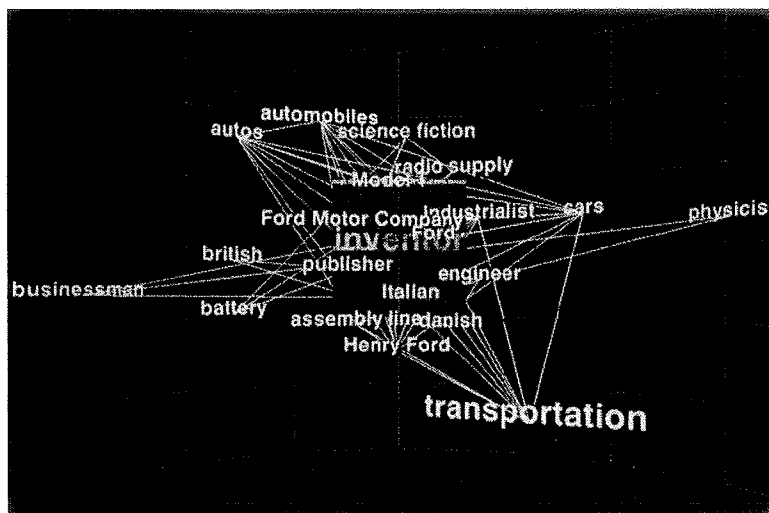 automobiles
autos
science fiction
radio supply
Model T
industrialist
cars
physicis
Ford Motor Company
Ford
inventor
british
publisher
engineer
businessman
Italian
battery
assembly line
danish
Henry Ford
transportation